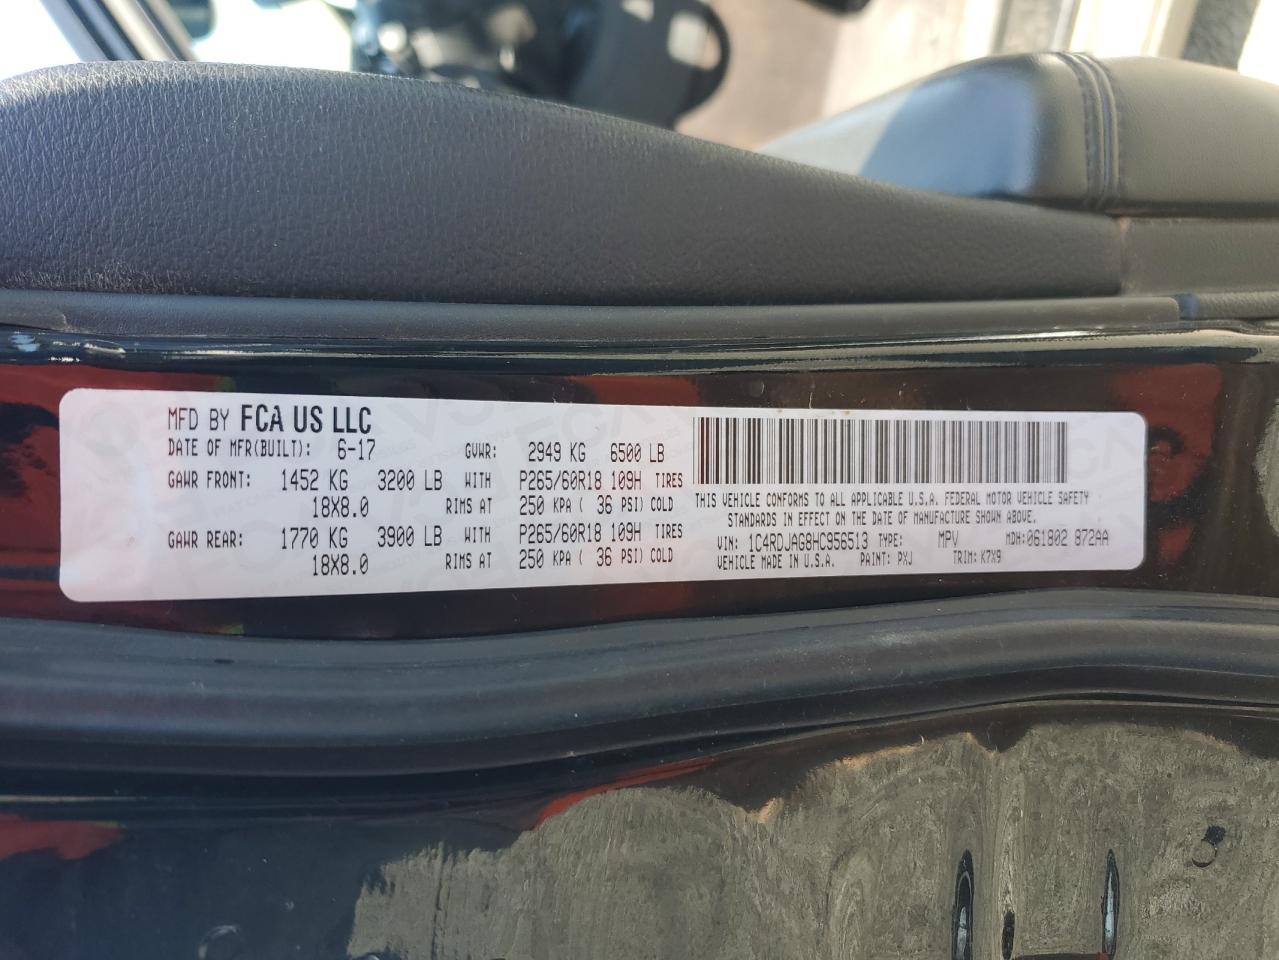 MFD BY FCA US LLC
DATE OF MFR(BUILT): 6-17 GVWR: 2949 KG 6500 LB
GAWR FRONT: 1452 KG 3200 LB WITH P265/60R18 109H TIRES
18X8.0 RIMS AT 250 KPA ( 36 PSI) COLD
GAWR REAR: 1770 KG 3900 LB WITH P265/60R18 109H TIRES
18X8.0 RIMS AT 250 KPA ( 36 PSI) COLD
THIS VEHICLE CONFORMS TO ALL APPLICABLE U.S.A. FEDERAL MOTOR VEHICLE SAFETY
STANDARDS IN EFFECT ON THE DATE OF MANUFACTURE SHOWN ABOVE.
VIN: 1C4RDJAG8HC956513 TYPE: MPV MDH:061802 872AA
VEHICLE MADE IN U.S.A. PAINT: PXJ TRIM: K7X9